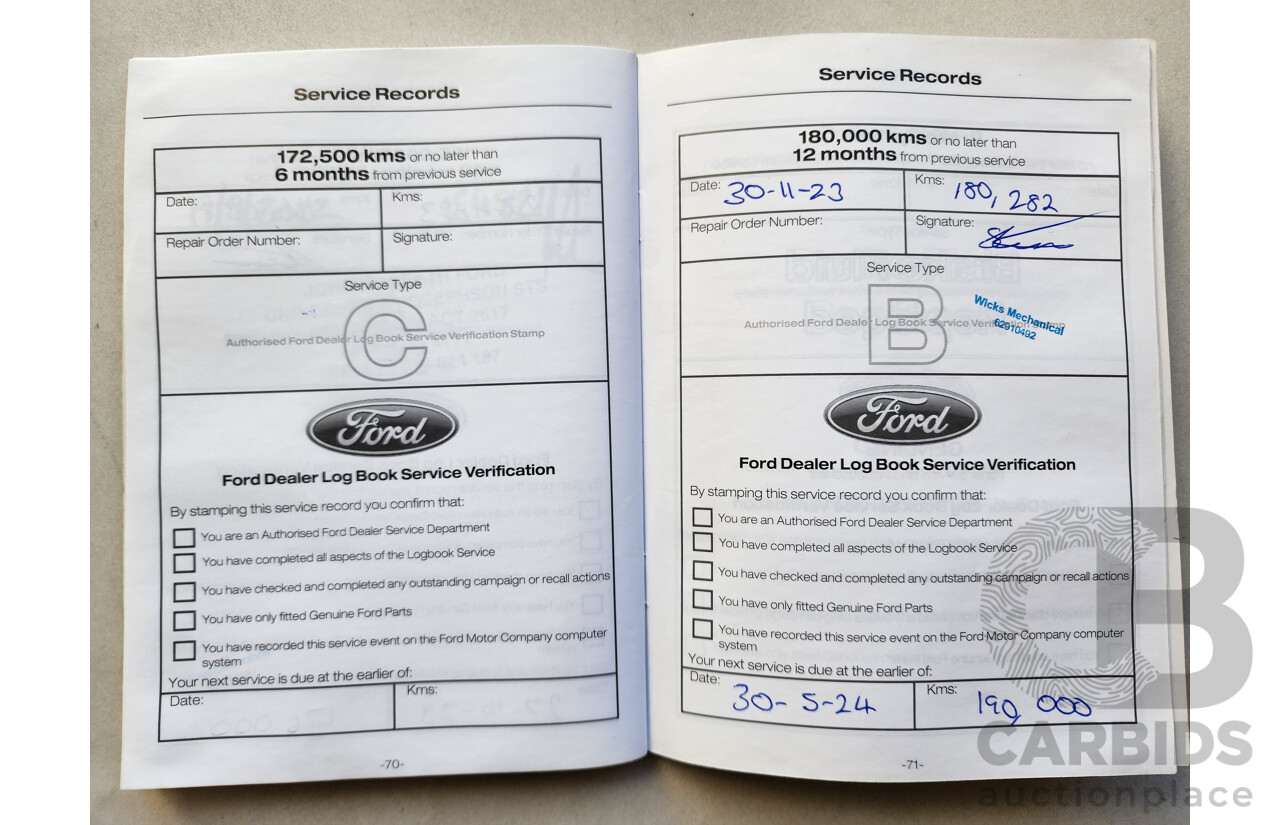 Service Records
172,500 kms or no later than
6 months from previous service
Date:
Kms:
Repair Order Number:
Signature:
Service Type
C
Authorised Ford Dealer Log Book Service Verification Stamp
Ford
Ford Dealer Log Book Service Verification
By stamping this service record you confirm that:
You are an Authorised Ford Dealer Service Department
You have completed all aspects of the Logbook Service
You have checked and completed any outstanding campaign or recall actions
You have only fitted Genuine Ford Parts
You have recorded this service event on the Ford Motor Company computer
system
Your next service is due at the earlier of:
Date:
Kms:
-70-
Service Records
180,000 kms or no later than
12 months from previous service
Date: 30-11-23
Kms: 180,282
Repair Order Number:
Signature:
Service Type
B
Authorised Ford Dealer Log Book Service Verification Stamp
Wicks Mechanical
62910492
Ford
Ford Dealer Log Book Service Verification
By stamping this service record you confirm that:
You are an Authorised Ford Dealer Service Department
You have completed all aspects of the Logbook Service
You have checked and completed any outstanding campaign or recall actions
You have only fitted Genuine Ford Parts
You have recorded this service event on the Ford Motor Company computer
system
Your next service is due at the earlier of:
Date: 30-5-24
Kms: 190,000
-71-
CARBIDS
auctionplace